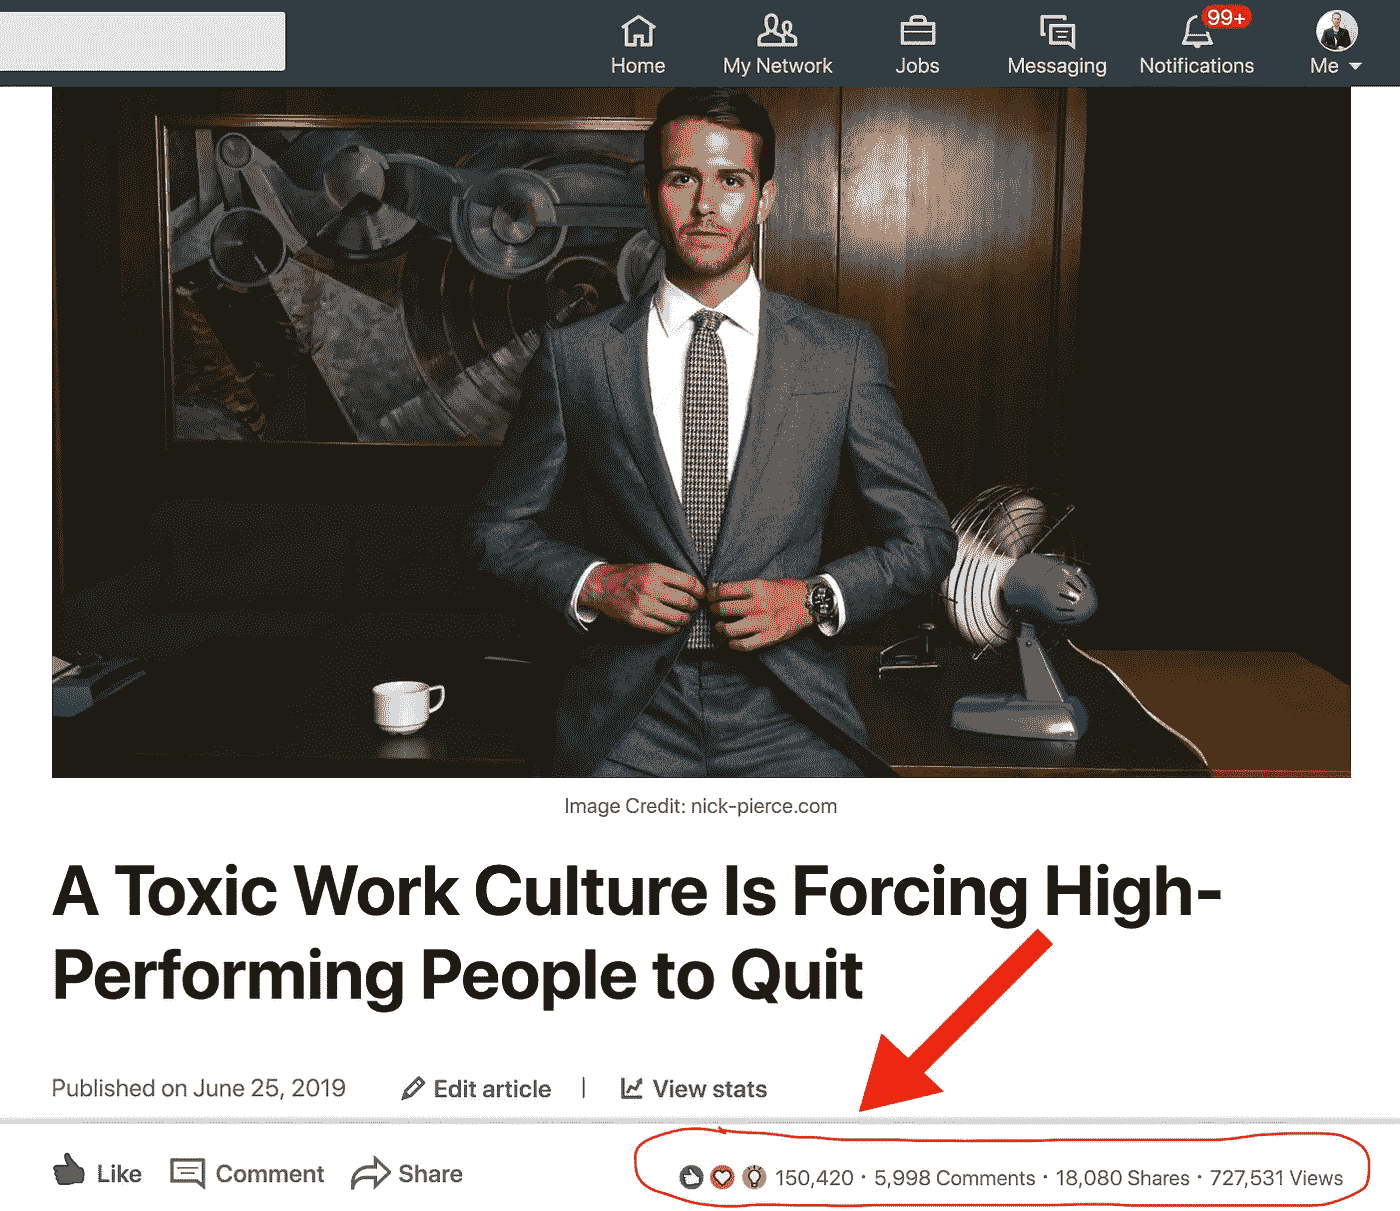 99+
Home My Network Jobs Messaging Notifications Me
Image Credit: nick-pierce.com
A Toxic Work Culture Is Forcing High-
Performing People to Quit
Published on June 25, 2019 Edit article | View stats
Like Comment Share 150,420 · 5,998 Comments · 18,080 Shares · 727,531 Views